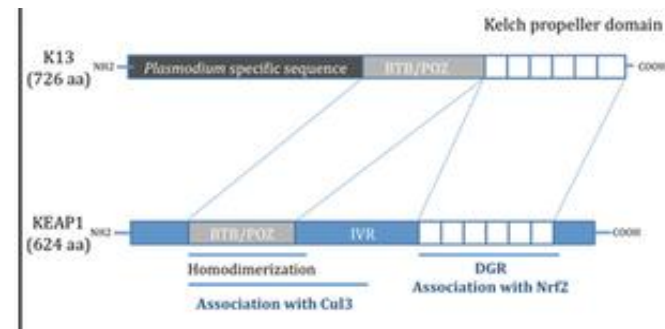 Kelch propeller domain
K13
(726 aa)
NH2
Plasmodium specific sequence
BTB/POZ
COOH
KEAP1
(624 aa)
NH2
BTB/POZ
IVR
COOH
Homodimerization
DGR
Association with Nrf2
Association with Cul3